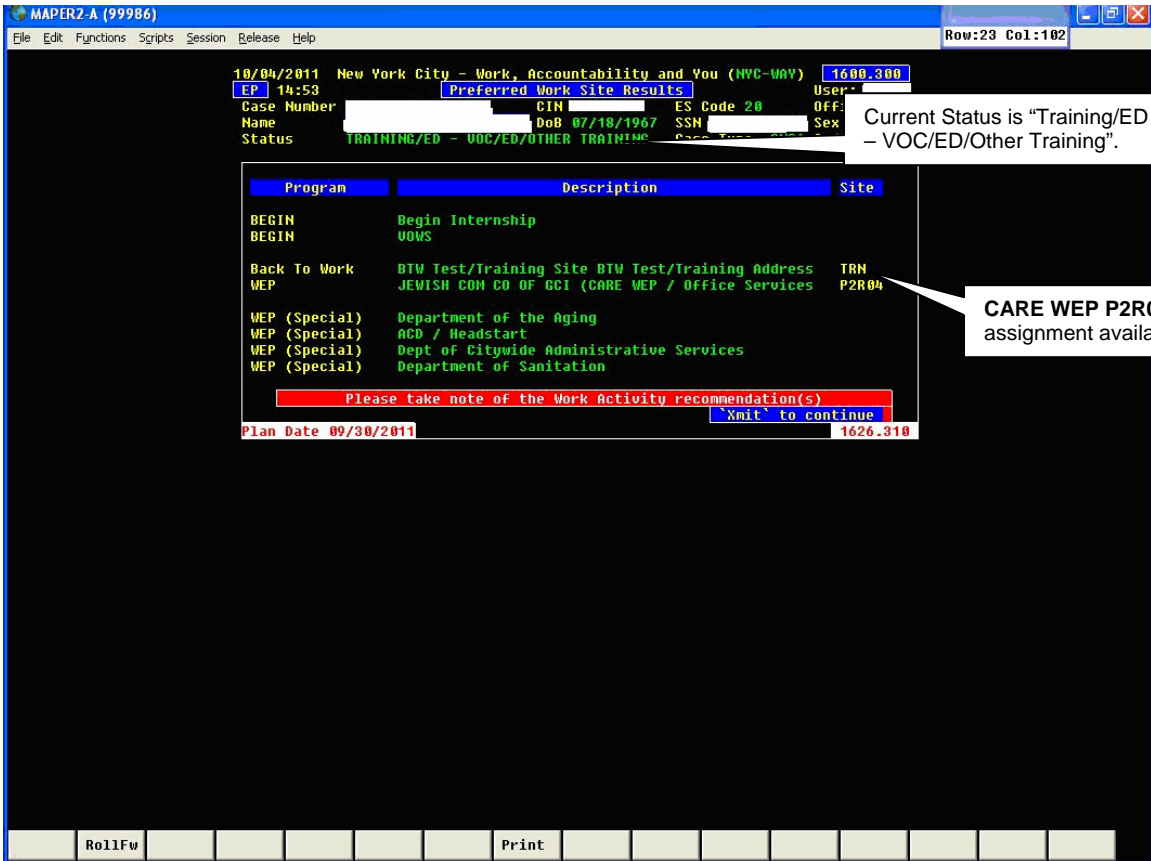 MAPER2-A (99986)
File Edit Functions Scripts Session Release Help
Row:23 Col:102
10/04/2011 New York City - Work, Accountability and You (NYC-WAY) 1600.300
EP 14:53 Preferred Work Site Results User:
Case Number CIN ES Code 20
Name DoB 07/18/1967 SSN Sex
Status TRAINING/ED - VOC/ED/OTHER TRAINING
Current Status is “Training/ED
– VOC/ED/Other Training”.
Program Description Site
BEGIN Begin Internship
BEGIN VOWS
Back To Work BTW Test/Training Site BTW Test/Training Address TRN
WEP JEWISH COM CO OF GCI (CARE WEP / Office Services P2R04
CARE WEP
assignment
WEP (Special) Department of the Aging
WEP (Special) ACD / Headstart
WEP (Special) Dept of Citywide Administrative Services
WEP (Special) Department of Sanitation
Please take note of the Work Activity recommendation(s)
`Xmit` to continue
Plan Date 09/30/2011 1626.310
RollFw Print